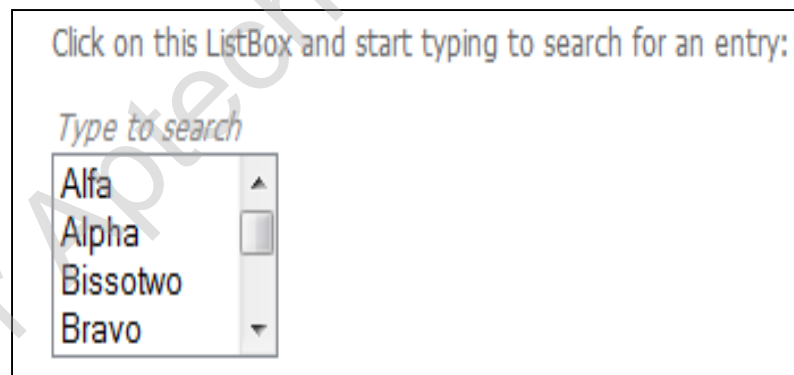 Click on this ListBox and start typing to search for an entry:
Type to search
Alfa
Alpha
Bissotwo
Bravo
Aptech